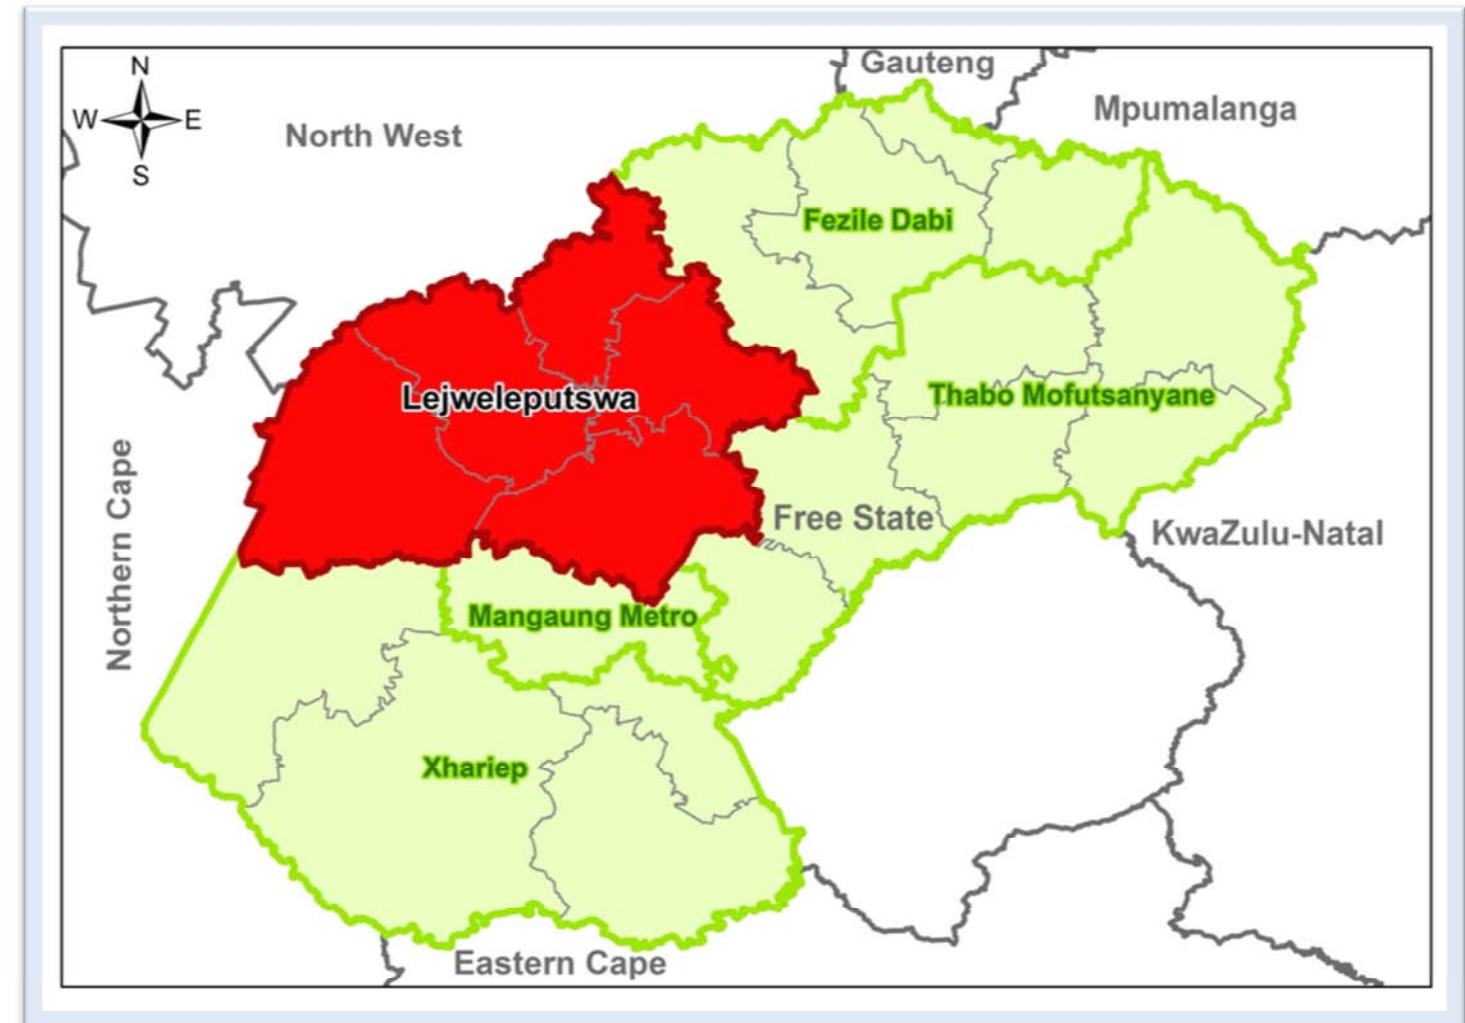 Gauteng
N
Mpumalanga
W
E
North West
S
Fezile Dabi
Lejweleputswa
Thabo Mofutsanyane
Free State
KwaZulu-Natal
Northern Cape
Mangaung Metro
Xhariep
Eastern Cape